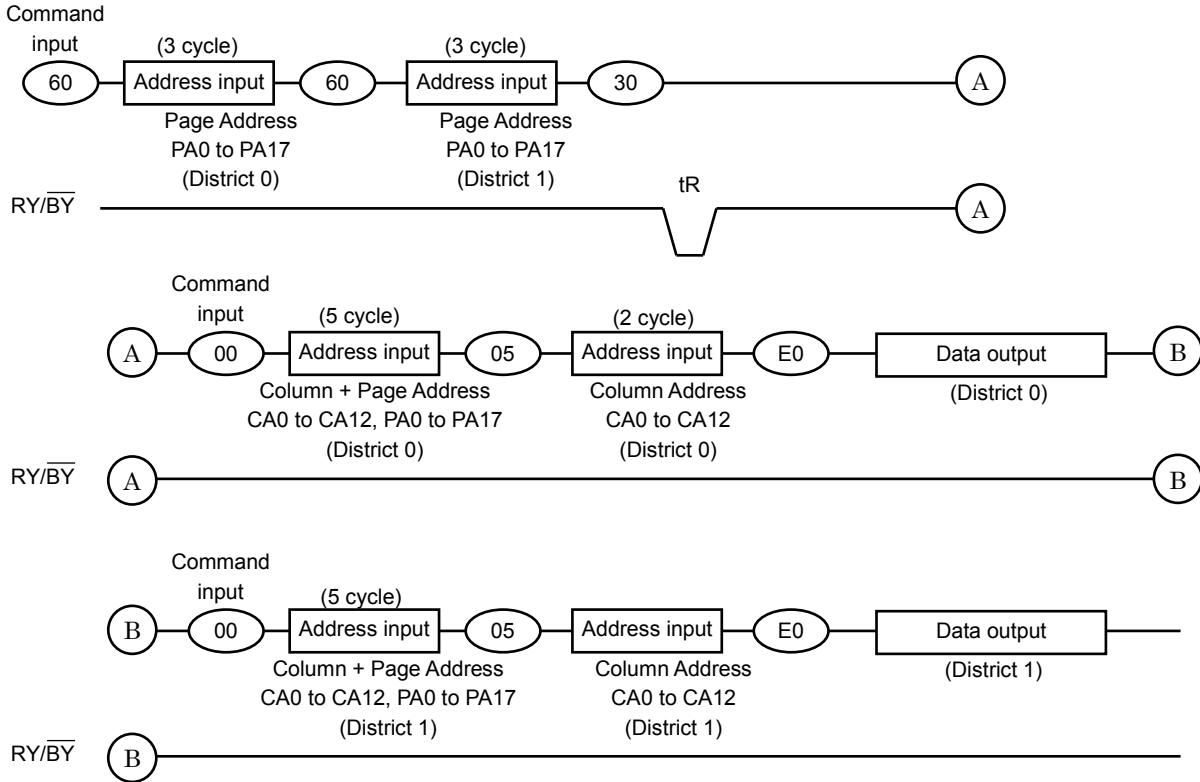 Command
input
(3 cycle)
(3 cycle)
60
Address input
60
Address input
30
A
Page Address
PA0 to PA17
(District 0)
Page Address
PA0 to PA17
(District 1)
tR
RY/BY
A
Command
input
(5 cycle)
(2 cycle)
A
00
Address input
05
Address input
E0
Data output
B
Column + Page Address
CA0 to CA12, PA0 to PA17
(District 0)
Column Address
CA0 to CA12
(District 0)
(District 0)
RY/BY
A
B
Command
input
(5 cycle)
B
00
Address input
05
Address input
E0
Data output
Column + Page Address
CA0 to CA12, PA0 to PA17
(District 1)
Column Address
CA0 to CA12
(District 1)
(District 1)
RY/BY
B